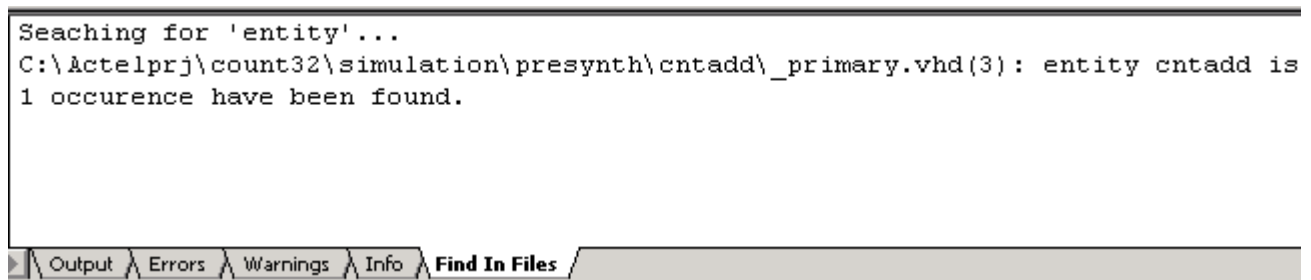 Seaching for 'entity'...
C:\Actelprj\count32\simulation\presynth\cntadd\_primary.vhd(3): entity cntadd is
1 occurence have been found.
Output Errors Warnings Info Find In Files